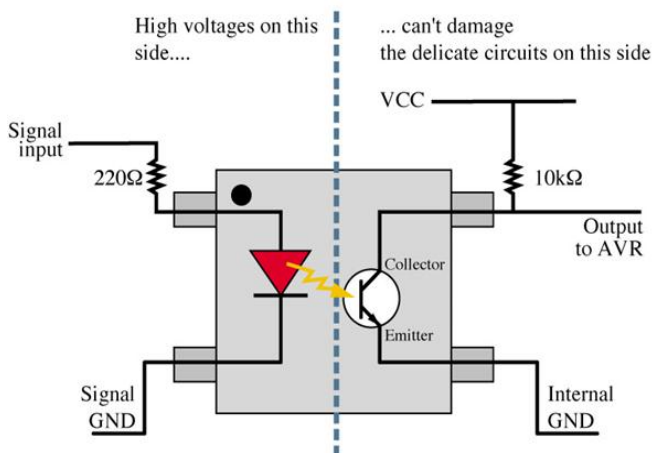 High voltages on this
side....
... can't damage
the delicate circuits on this side
VCC
Signal
input
220Ω
10kΩ
Output
to AVR
Collector
Emitter
Signal
GND
Internal
GND